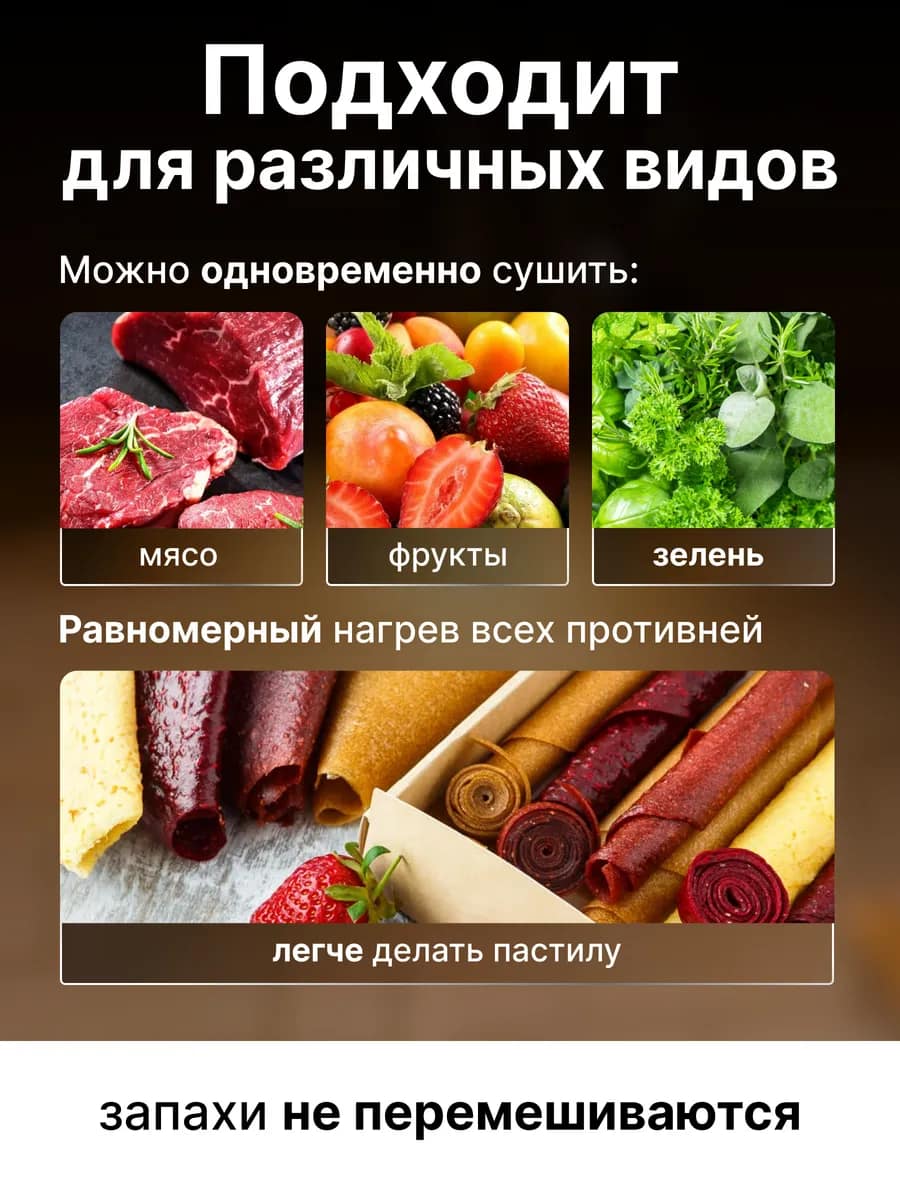 Подходит
для различных видов
Можно одновременно сушить:
мясо
фрукты
зелень
Равномерный нагрев всех противней
легче делать пастилу
запахи не перемешиваются